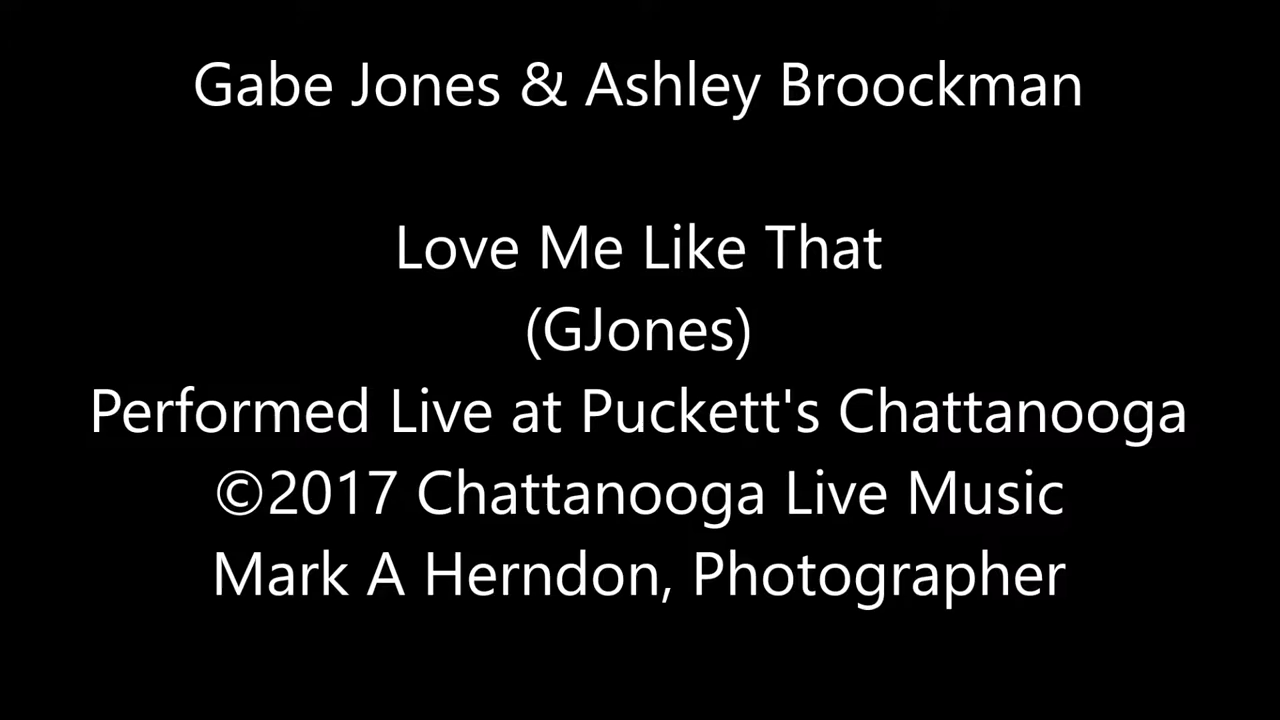 Gabe Jones & Ashley Broockman
Love Me Like That
(GJones)
Performed Live at Puckett's Chattanooga
©2017 Chattanooga Live Music
Mark A Herndon, Photographer